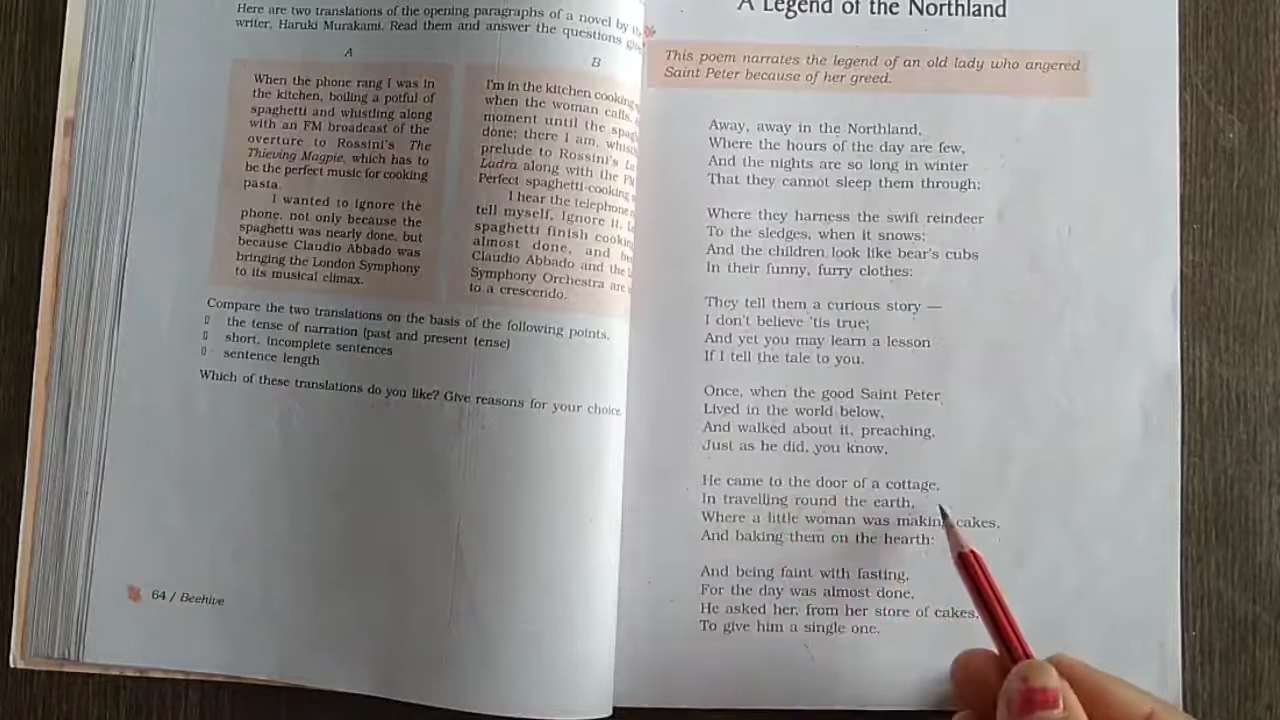 Here are two translations of the opening paragraphs of a novel by
writer, Haruki Murakami. Read them and answer the questions
A
When the phone rang I was in
the kitchen, boiling a potful of
spaghetti and whistling along
with an FM broadcast of the
overture to Rossini's The
Thieving Magpie, which has to
be the perfect music for cooking
pasta.
I wanted to ignore the
phone, not only because the
spaghetti was nearly done, but
because Claudio Abbado was
bringing the London Symphony
to its musical climax.
B
I'm in the kitchen cooking
when the woman calls.
moment until the
done; there I am,
prelude to Rossini's
Ladra along with the FM
Perfect spaghetti-cooking
I hear the telephone
tell myself, Ignore it.
spaghetti finish
almost done, and
Claudio Abbado and the
Symphony Orchestra are
to a crescendo.
Compare the two translations on the basis of the following points.
the tense of narration (past and present tense)
short, incomplete sentences
sentence length
Which of these translations do you like? Give reasons for your choice
64 / Beehive
A Legend of the Northland
This poem narrates the legend of an old lady who angered
Saint Peter because of her greed.
Away, away in the Northland,
Where the hours of the day are few,
And the nights are so long in winter
That they cannot sleep them through;
Where they harness the swift reindeer
To the sledges, when it snows;
And the children look like bear's cubs
In their funny, furry clothes:
They tell them a curious story —
I don't believe 'tis true;
And yet you may learn a lesson
If I tell the tale to you.
Once, when the good Saint Peter
Lived in the world below,
And walked about it, preaching,
Just as he did, you know,
He came to the door of a cottage,
In travelling round the earth,
Where a little woman was making cakes,
And baking them on the hearth;
And being faint with fasting,
For the day was almost done,
He asked her, from her store of cakes,
To give him a single one.